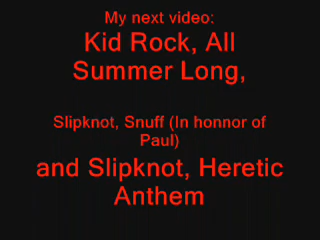 My next video:
Kid Rock, All
Summer Long,
Slipknot, Snuff (In honnor of
Paul)
and Slipknot, Heretic
Anthem